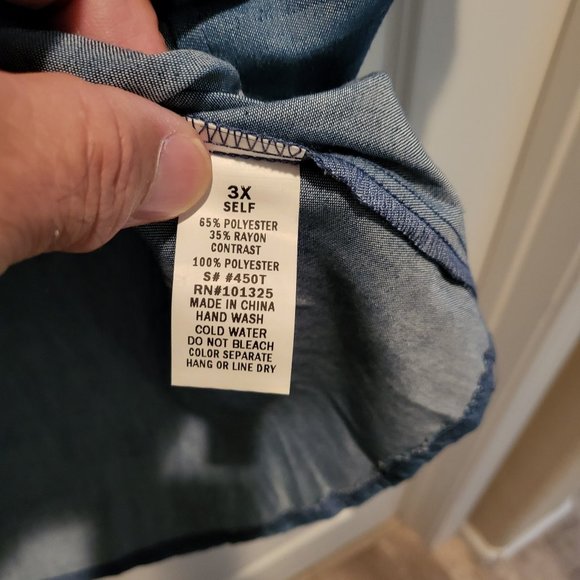 3X
SELF
65% POLYESTER
35% RAYON
CONTRAST
100% POLYESTER
S# #450T
RN#101325
MADE IN CHINA
HAND WASH
COLD WATER
DO NOT BLEACH
COLOR SEPARATE
HANG OR LINE DRY